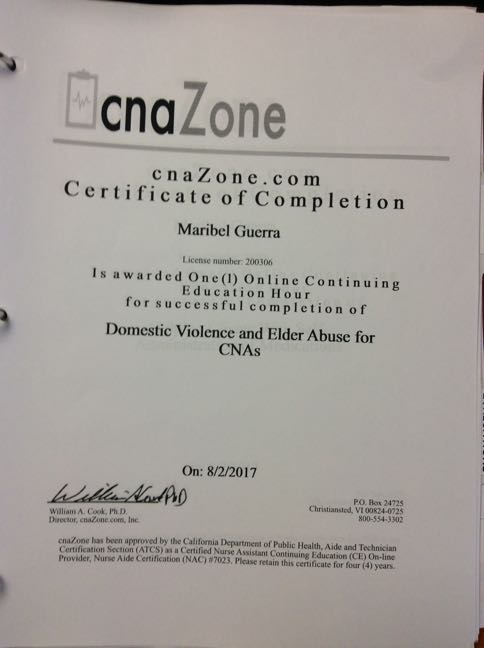 cnaZone
cnaZone.com
Certificate of Completion
Maribel Guerra
License number: 200306
Is awarded One(1) Online Continuing
Education Hour
for successful completion of
Domestic Violence and Elder Abuse for
CNAs
On: 8/2/2017
William A. Cook, Ph.D.
Director, cnaZone.com, Inc.
P.O. Box 24725
Christiansted, VI 00824-0725
800-554-3302
cnaZone has been approved by the California Department of Public Health, Aide and Technician
Certification Section (ATCS) as a Certified Nurse Assistant Continuing Education (CE) On-line
Provider, Nurse Aide Certification (NAC) #7023. Please retain this certificate for four (4) years.